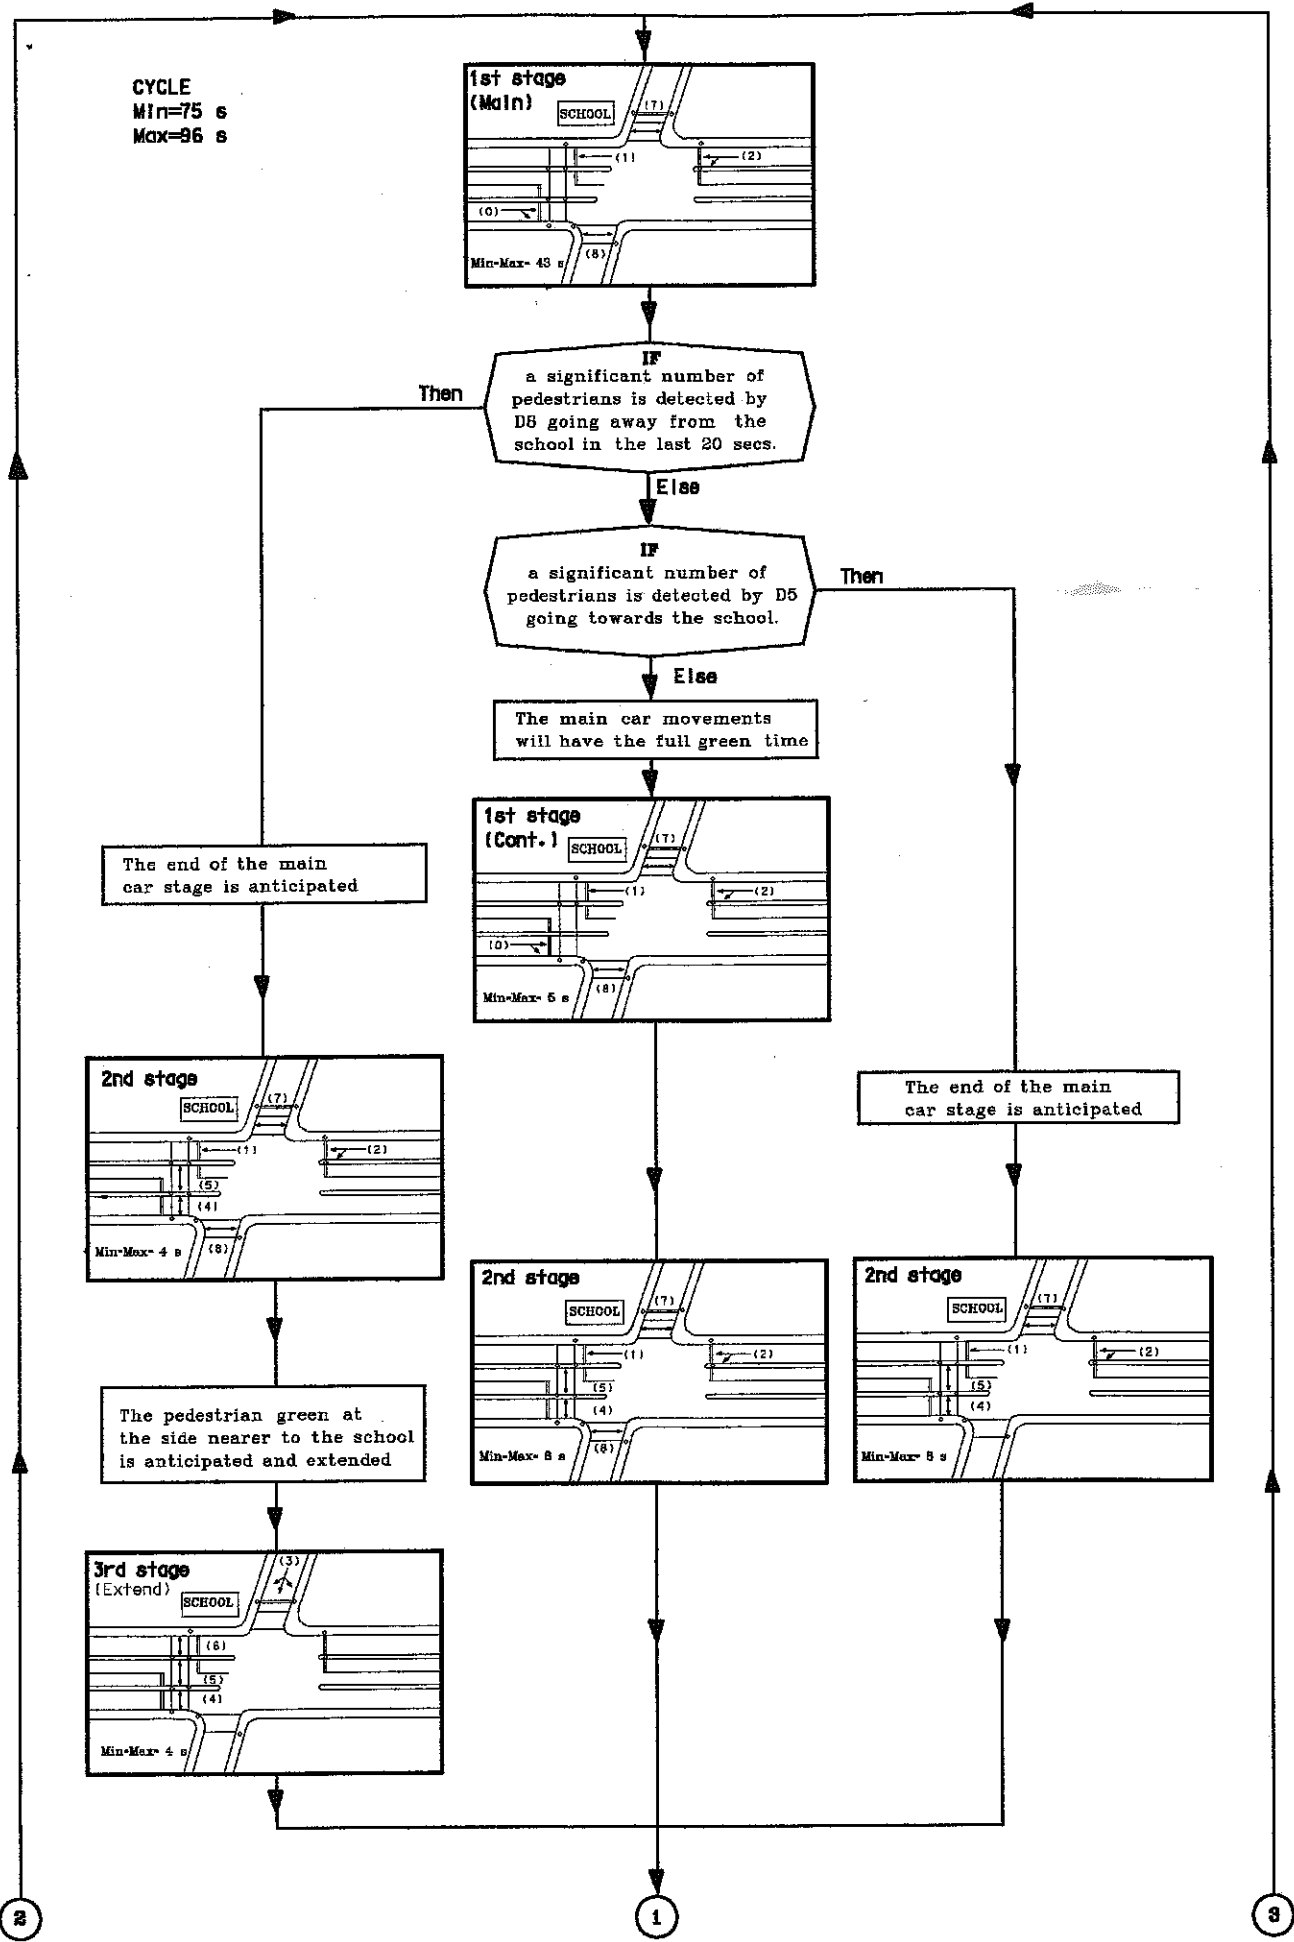 CYCLE
Min=75 s
Max=96 s
1st stage
(Main)
SCHOOL
(7)
(1)
(2)
(0)
(8)
Min-Max- 43 s
IF
a significant number of
pedestrians is detected by
going away from the
school in the last 20 secs.
Then
Else
IF
a significant number of
pedestrians is detected by D5
going towards the school.
Then
Else
The main car movements
will have the full green time
1st stage
(Cont.)
SCHOOL
(7)
(1)
(2)
(0)
(8)
Min-Max-
The end of the main
car stage is anticipated
2nd stage
SCHOOL
(7)
(1)
(2)
(5)
(4)
(8)
Min-Max- 4 s
The end of the main
car stage is anticipated
2nd stage
SCHOOL
(7)
(1)
(2)
(5)
(4)
(8)
Min-Max-
2nd stage
SCHOOL
(7)
(1)
(2)
(5)
(4)
Min-Max-
The pedestrian green at
the side nearer to the school
is anticipated and extended
3rd stage
(Extend)
SCHOOL
(3)
(6)
(5)
(4)
Min-Max- 4 s
2
1
3